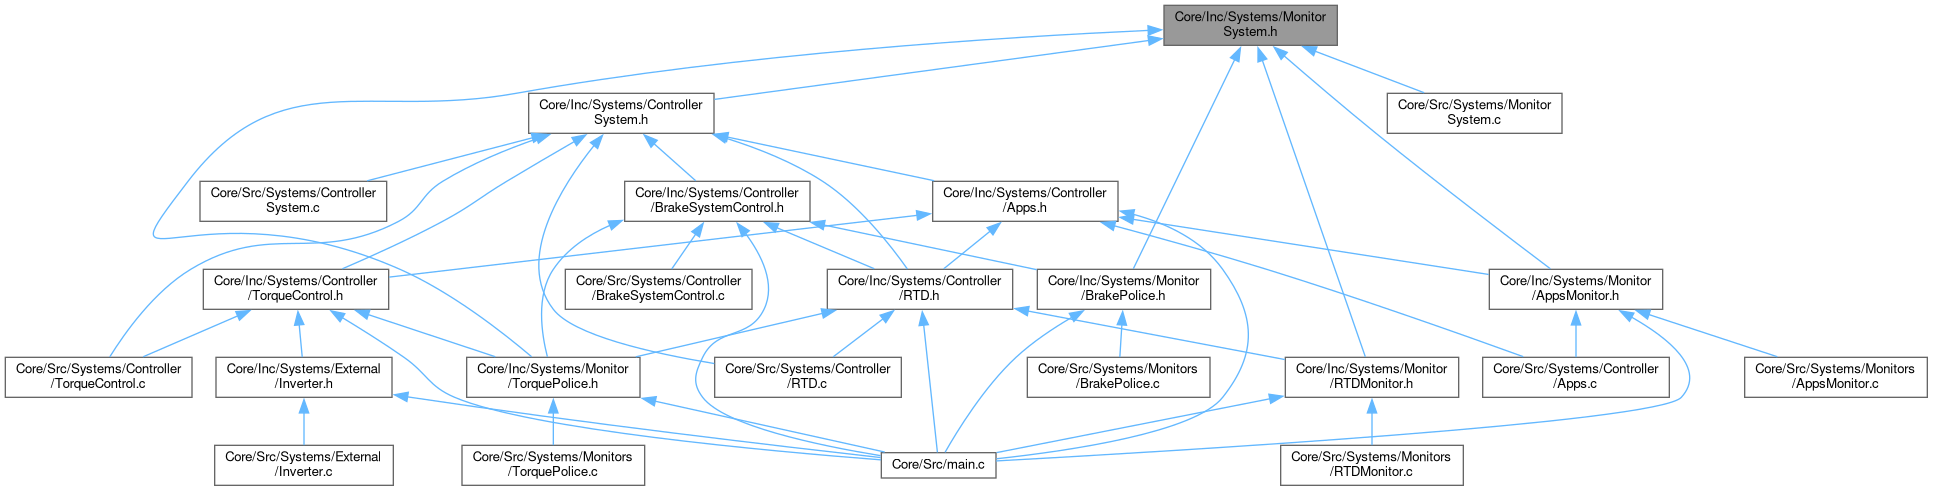 Core/Inc/Systems/Monitor
System.h
Core/Inc/Systems/Controller
System.h
Core/Src/Systems/Monitor
System.c
Core/Src/Systems/Controller
System.c
Core/Inc/Systems/Controller
/BrakeSystemControl.h
Core/Inc/Systems/Controller
/Apps.h
Core/Inc/Systems/Controller
/TorqueControl.h
Core/Src/Systems/Controller
/BrakeSystemControl.c
Core/Inc/Systems/Controller
/RTD.h
Core/Inc/Systems/Monitor
/BrakePolice.h
Core/Inc/Systems/Monitor
/AppsMonitor.h
Core/Src/Systems/Controller
/TorqueControl.c
Core/Inc/Systems/External
/Inverter.h
Core/Inc/Systems/Monitor
/TorquePolice.h
Core/Src/Systems/Controller
/RTD.c
Core/Src/Systems/Monitors
/BrakePolice.c
Core/Inc/Systems/Monitor
/RTDMonitor.h
Core/Src/Systems/Controller
/Apps.c
Core/Src/Systems/Monitors
/AppsMonitor.c
Core/Src/Systems/External
/Inverter.c
Core/Src/Systems/Monitors
/TorquePolice.c
Core/Src/main.c
Core/Src/Systems/Monitors
/RTDMonitor.c